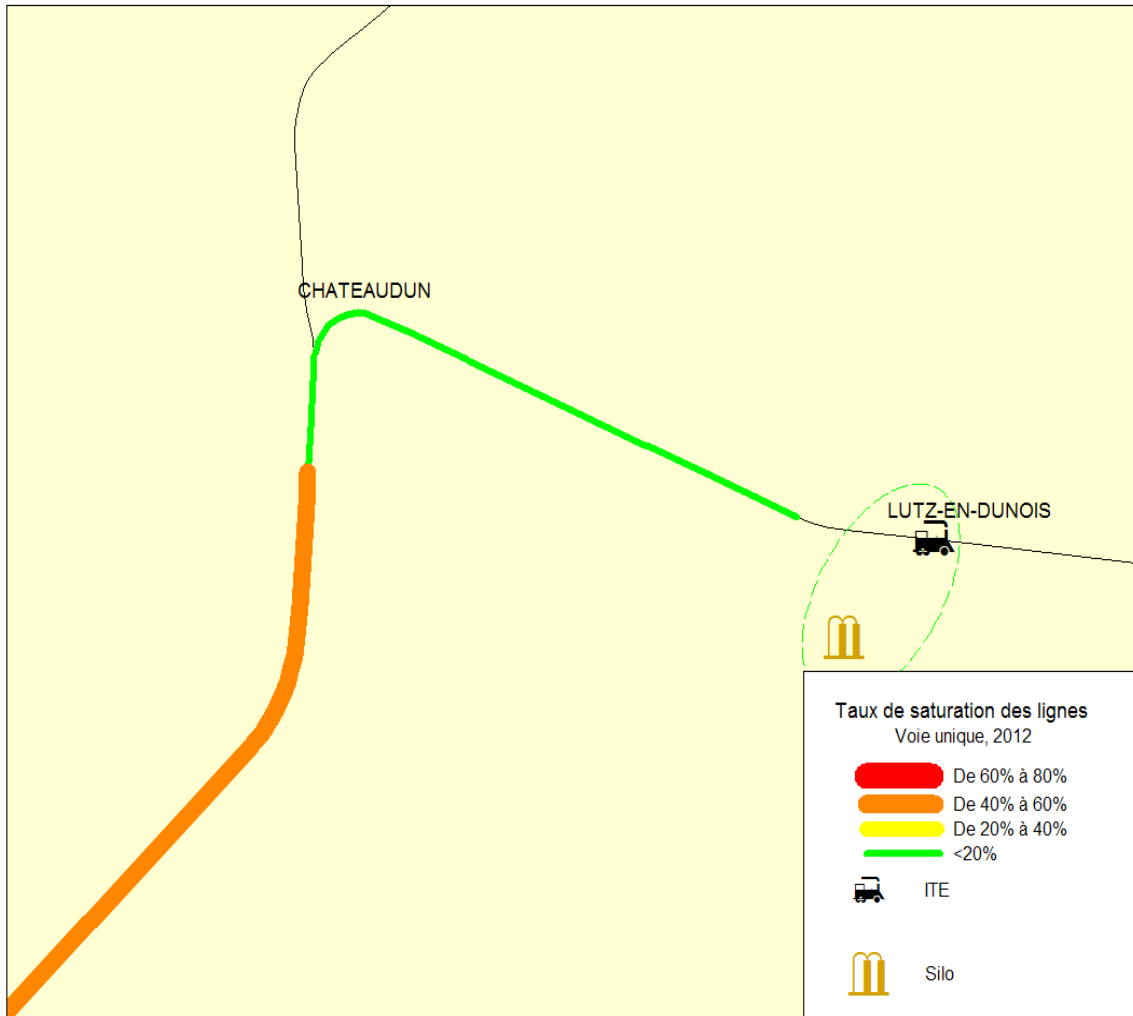 CHATEAUDUN
LUTZ-EN-DUNOIS
Taux de saturation des lignes
Voie unique, 2012
De 60% à 80%
De 40% à 60%
De 20% à 40%
<20%
ITE
Silo